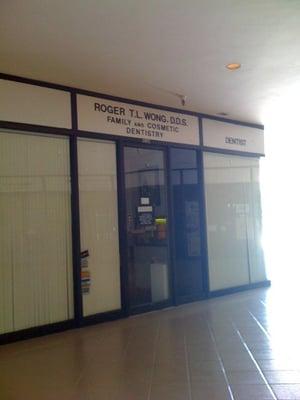 ROGER T.L. WONG, D.D.S.
FAMILY AND COSMETIC
DENTISTRY
DENTIST